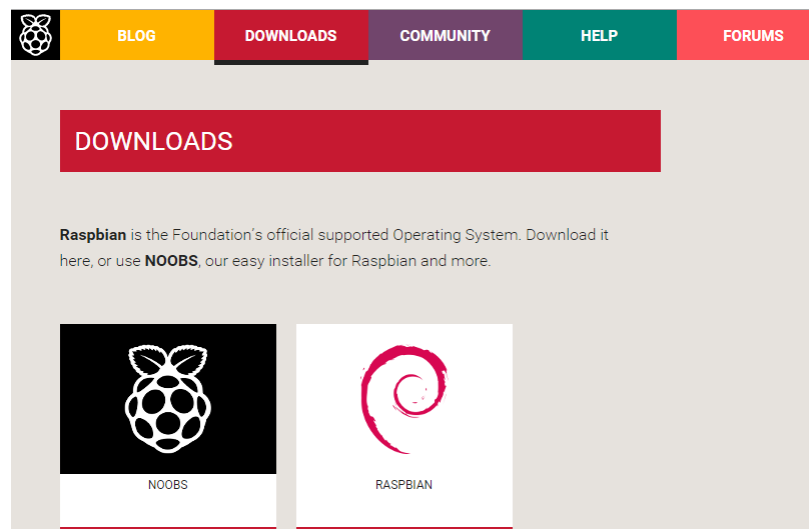 BLOG DOWNLOADS COMMUNITY HELP FORUMS
DOWNLOADS
Raspbian is the Foundation's official supported Operating System. Download it
here, or use NOOBS, our easy installer for Raspbian and more.
NOOBS RASPBIAN